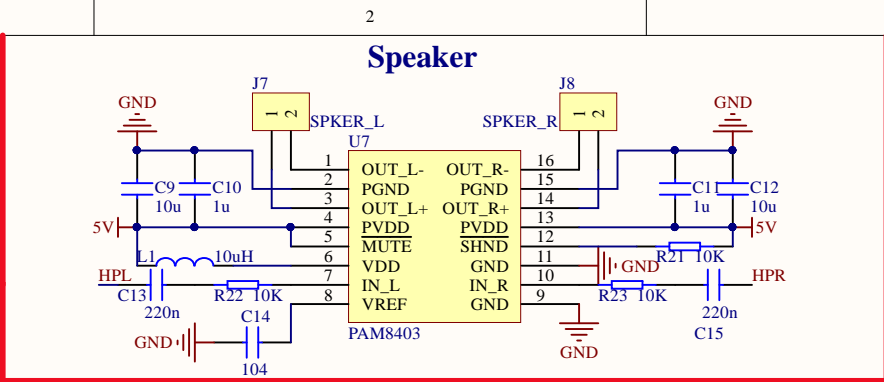 2
Speaker
J7
J8
GND
GND
1 2
SPKER_L
SPKER_R
1 2
U7
1 OUT_L- OUT_R- 16
2 PGND PGND 15
3 OUT_L+ OUT_R+ 14
4 PVDD PVDD 13
5 MUTE SHND 12
6 VDD GND 11
7 IN_L IN_R 10
8 VREF GND 9
PAM8403
C9
10u
C10
1u
C11
1u
C12
10u
5V
5V
L1 10uH
R21 10K
GND
HPL
HPR
C13
220n
R22 10K
R23 10K
220n
C15
C14
GND
104
GND